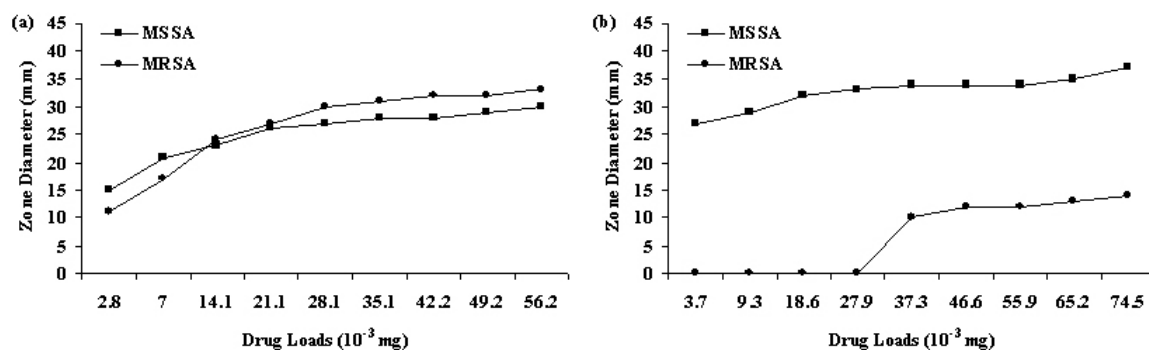 (a)
MSSA
MRSA
Zone Diameter (mm)
45
40
35
30
25
20
15
10
5
0
2.8 7 14.1 21.1 28.1 35.1 42.2 49.2 56.2
Drug Loads (10⁻³ mg)
(b)
MSSA
MRSA
Zone Diameter (mm)
45
40
35
30
25
20
15
10
5
0
3.7 9.3 18.6 27.9 37.3 46.6 55.9 65.2 74.5
Drug Loads (10⁻³ mg)